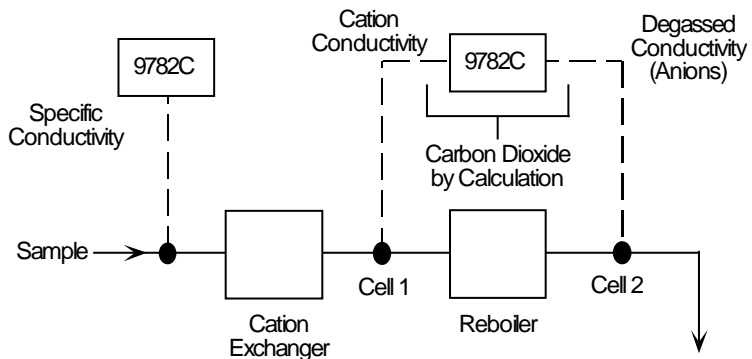 9782C
Specific
Conductivity
Cation
Conductivity
9782C
Degassed
Conductivity
(Anions)
Carbon Dioxide
by Calculation
Sample
Cell 1
Cell 2
Cation
Exchanger
Reboiler